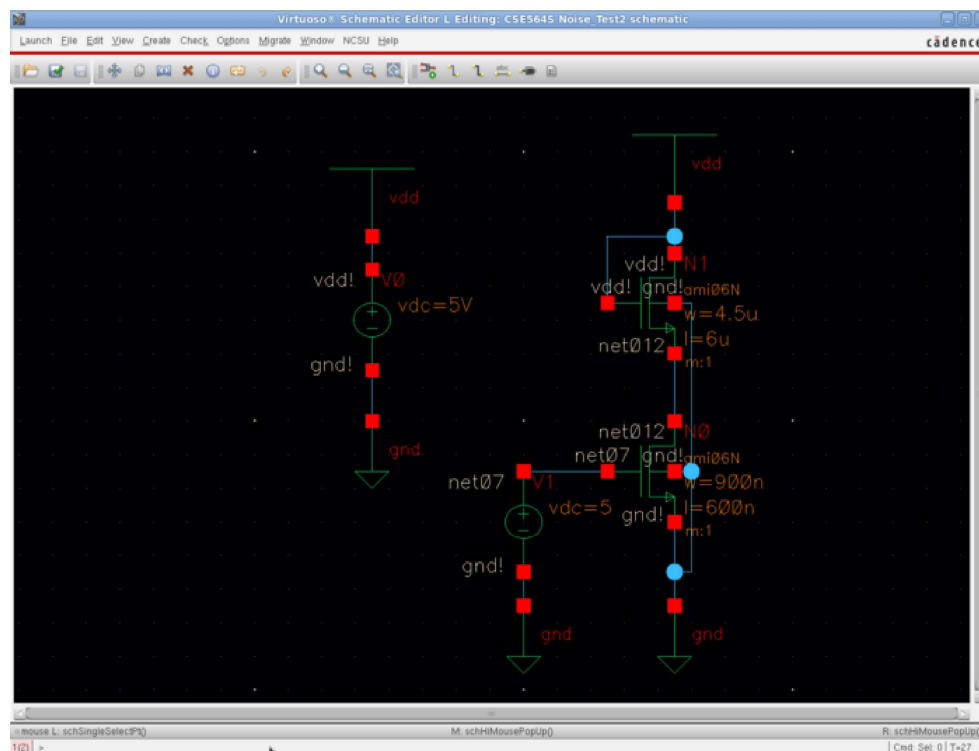 Virtuoso® Schematic Editor L Editing: CSE5645 Noise_Test2 schematic
Launch File Edit View Create Check Options Migrate Window NCSU Help
cādence
vdd
vdd
vdd! V0
vdc=5V
gnd!
gnd
vdd! N1
vdd! gnd! ami06N
w=4.5u
l=6u
net012
m:1
net012 N0
net07 gnd! ami06N
net07 V1
w=900n
vdc=5
l=600n
gnd!
m:1
gnd!
gnd
gnd
mouse L: schSingleSelectPt()
M: schHiMousePopUp()
R: schHiMousePopUp(
1(2) >
Cmd: Sel: 0 T=27